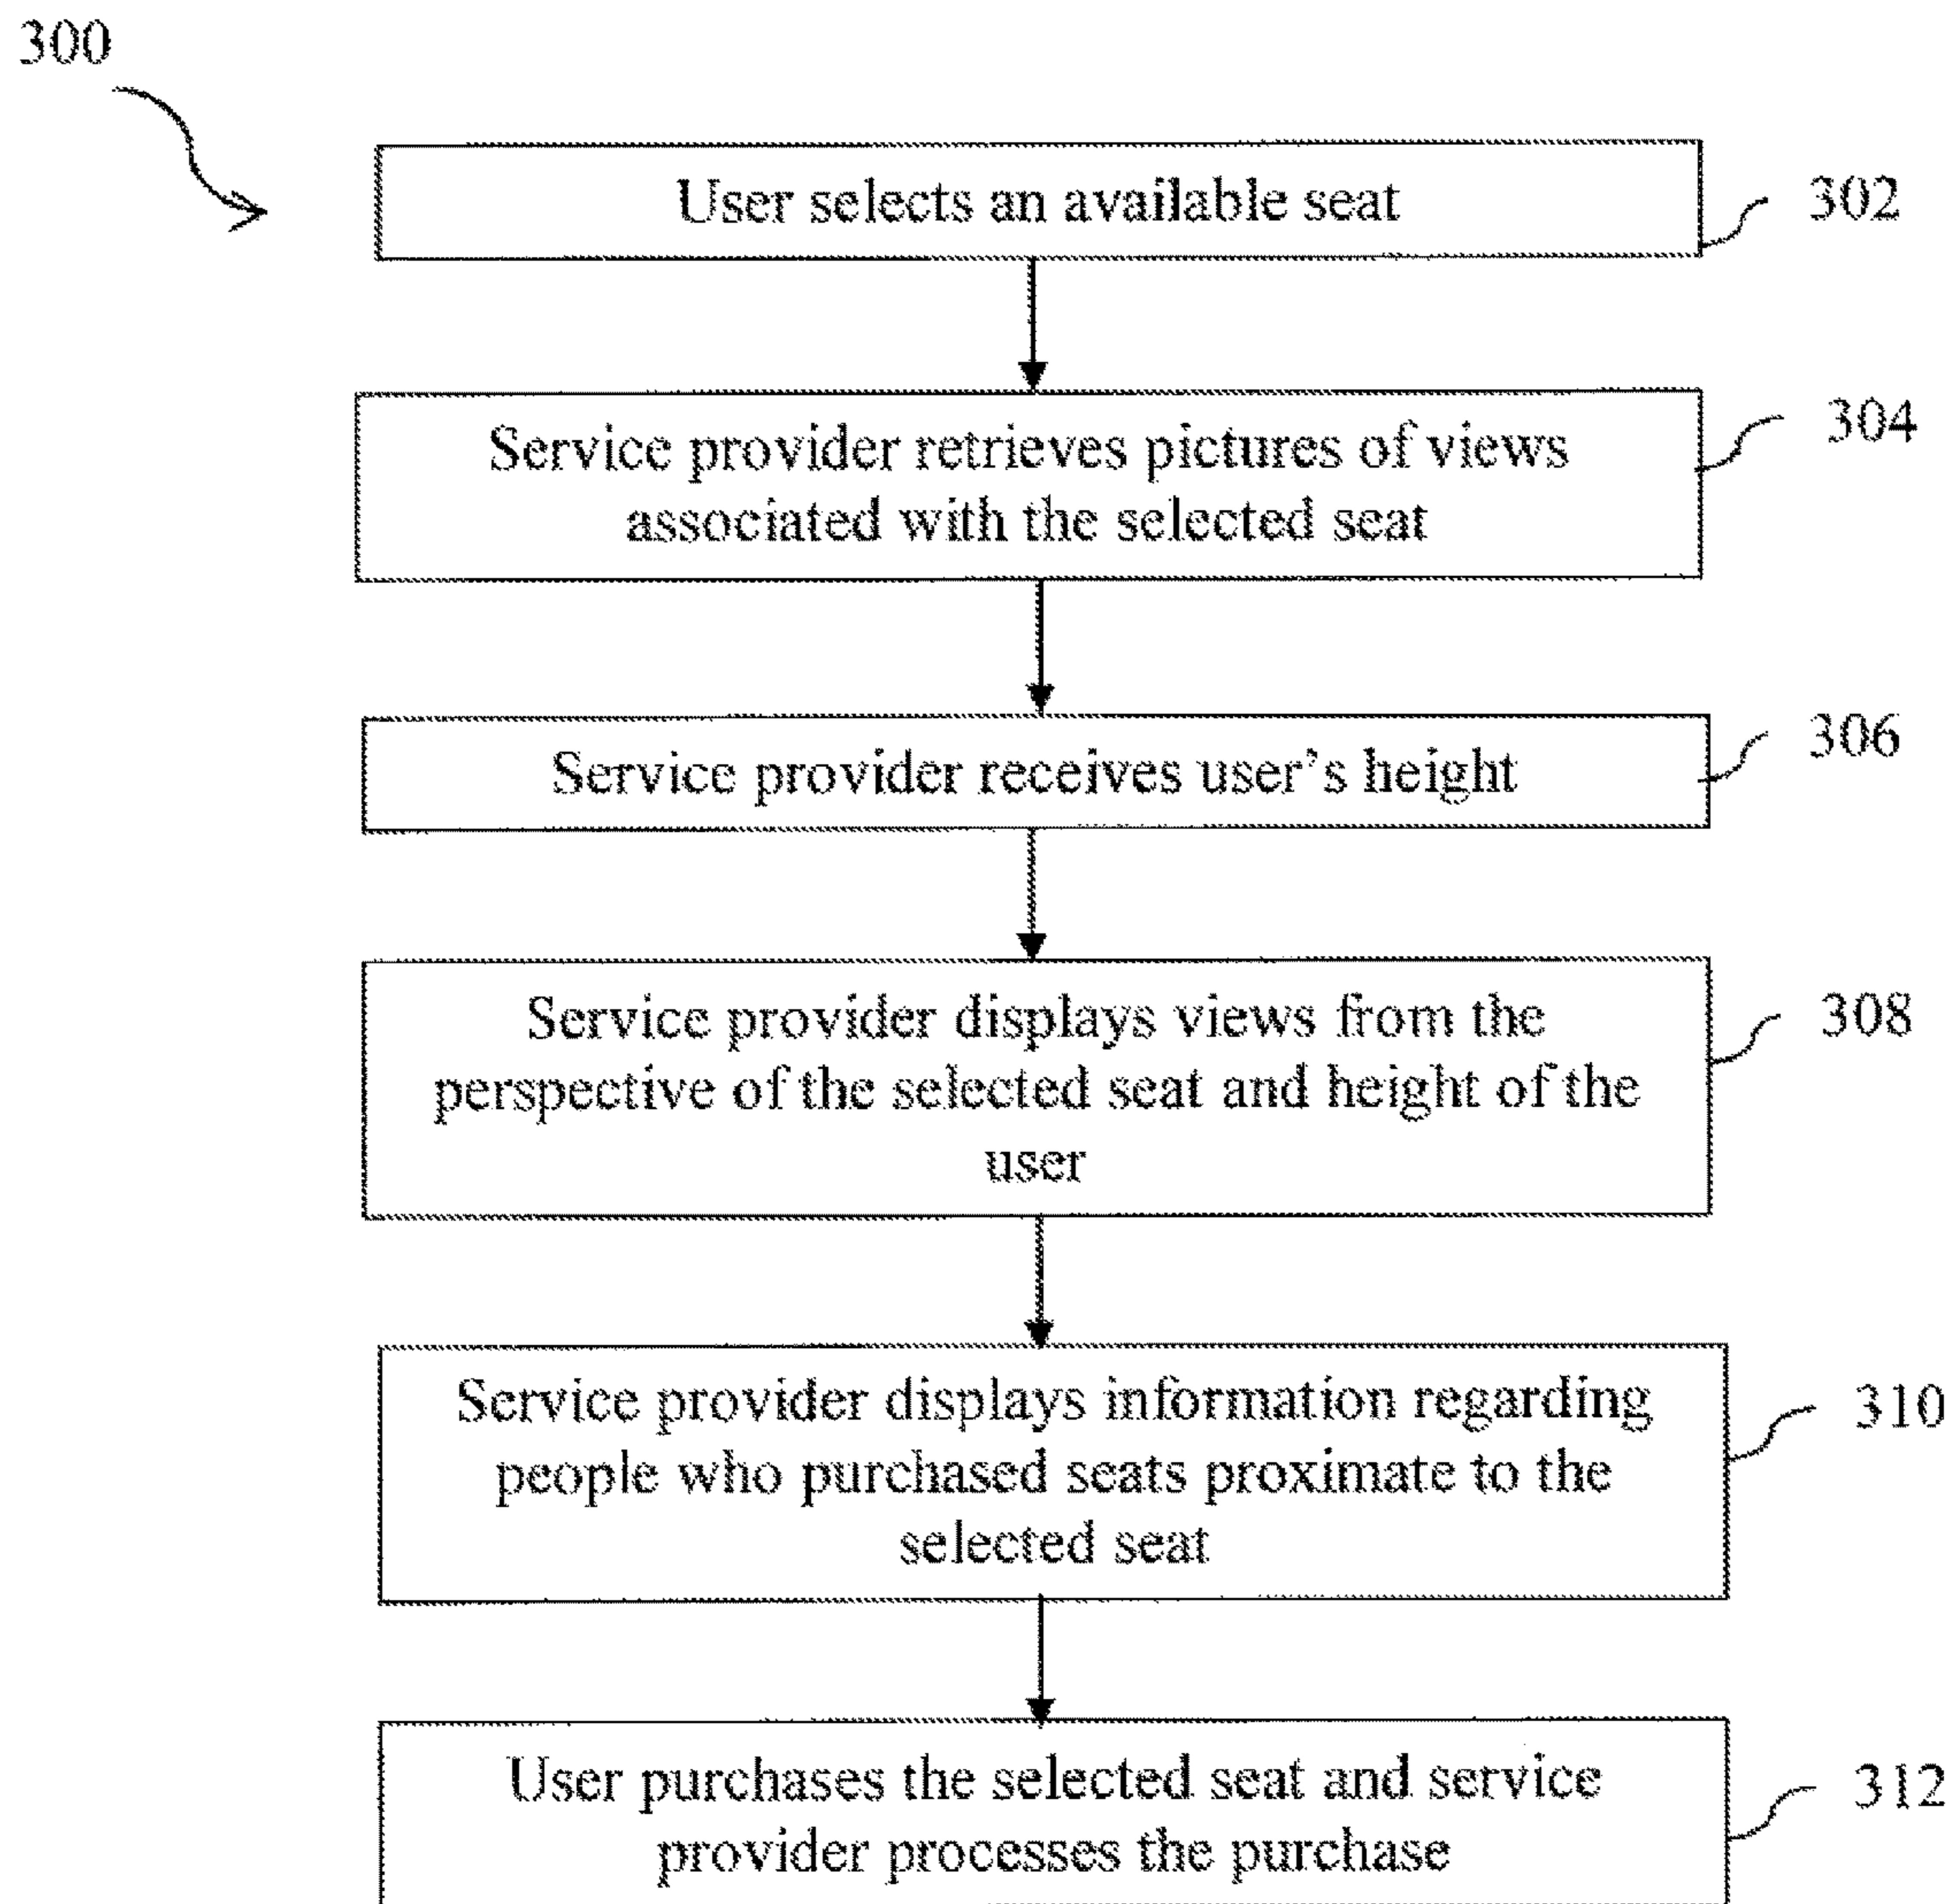 300
User selects an available seat
302
Service provider retrieves pictures of views
associated with the selected seat
304
Service provider receives user's height
306
Service provider displays views from the
perspective of the selected seat and height of the
user
308
Service provider displays information regarding
people who purchased seats proximate to the
selected seat
310
User purchases the selected seat and service
provider processes the purchase
312